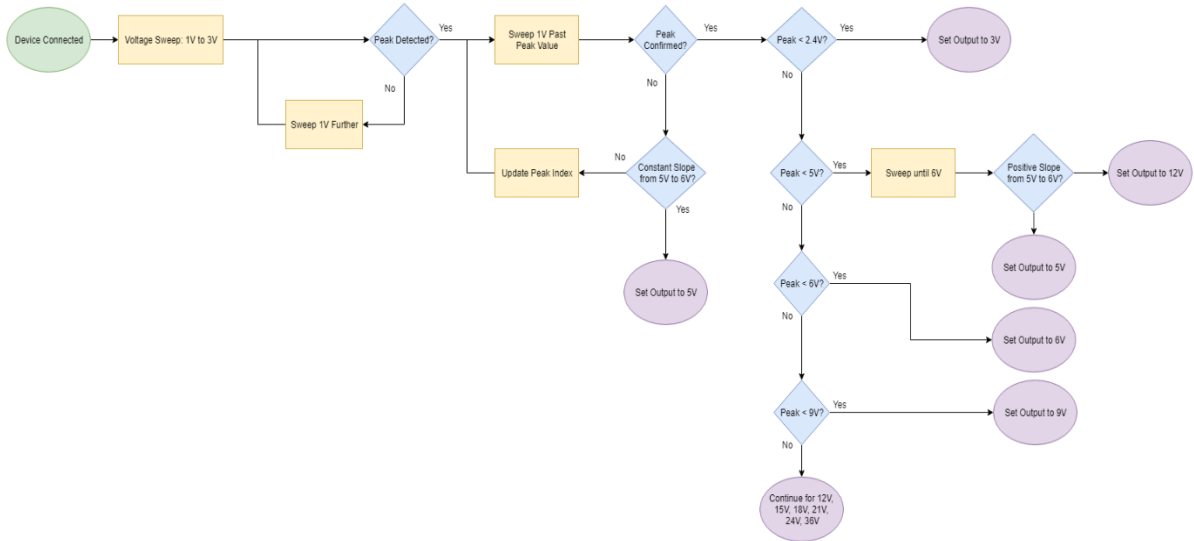 Device Connected
Voltage Sweep: 1V to 3V
Peak Detected?
Yes
No
Sweep 1V Further
Sweep 1V Past
Peak Value
Peak
Confirmed?
Yes
No
Update Peak Index
No
Constant Slope
from 5V to 6V?
Yes
Set Output to 5V
Peak < 2.4V?
Yes
Set Output to 3V
No
Peak < 5V?
Yes
Sweep until 6V
Positive Slope
from 5V to 6V?
Set Output to 12V
Set Output to 5V
No
Peak < 6V?
Yes
Set Output to 6V
No
Peak < 9V?
Yes
Set Output to 9V
No
Continue for 12V,
15V, 18V, 21V,
24V, 36V